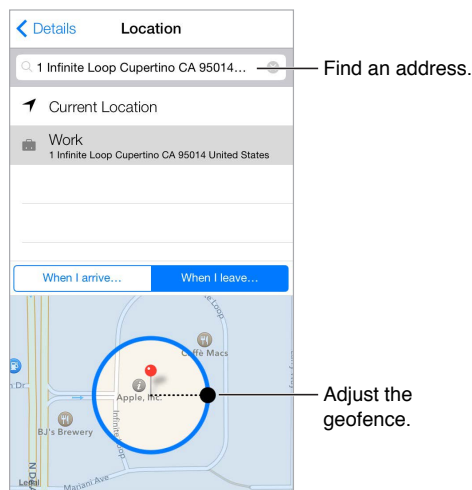 Details
Location
1 Infinite Loop Cupertino CA 95014...
Find an address.
Current Location
Work
1 Infinite Loop Cupertino CA 95014 United States
When I arrive...
When I leave...
e Loop
Caffè Macs
n Dr
Apple, Inc.
Infinite Loop
BJ's Brewery
Adjust the
geofence.
N D
Legal
Mariani Ave